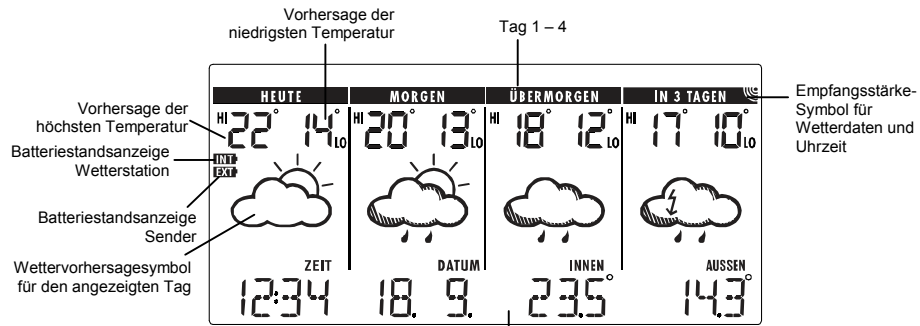 Vorhersage der
niedrigsten Temperatur
Tag 1 – 4
HEUTE MORGEN ÜBERMORGEN IN 3 TAGEN
Empfangsstärke-
Symbol für
Wetterdaten und
Uhrzeit
Vorhersage der
höchsten Temperatur
HI 22° 14° LO HI 20° 13° LO HI 18° 12° LO HI 17° 10° LO
Batteriestandsanzeige
Wetterstation
INT
EXT
Batteriestandsanzeige
Sender
Wettervorhersagesymbol
für den angezeigten Tag
ZEIT DATUM INNEN AUSSEN
12:34 18. 9. 23.5° 14.3°